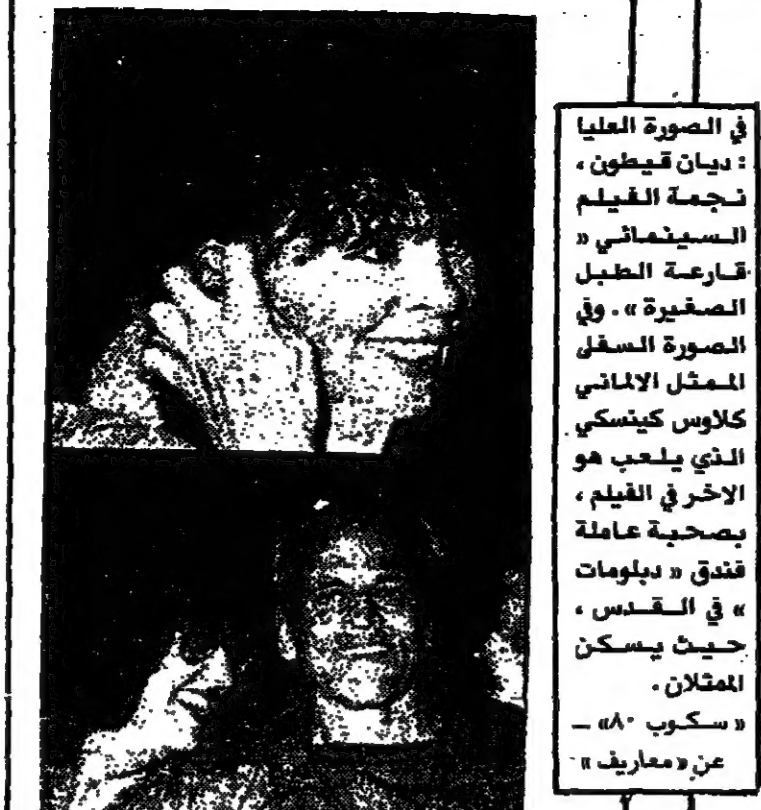 في الصورة العليا
: ديان قيطون ،
نجمة الفيلم
السينمائي «
قارعة الطبل
الصغيرة » . وفي
الصورة السفلى
الممثل الالماني
كلاوس كينسكي
الذي يلعب هو
الاخر في الفيلم ،
بصحبة عاملة
فندق « دبلومات
» في القدس ،
حيث يسكن
الممثلان .
« سكوب ٨٠» ــ
عن «معاريف »